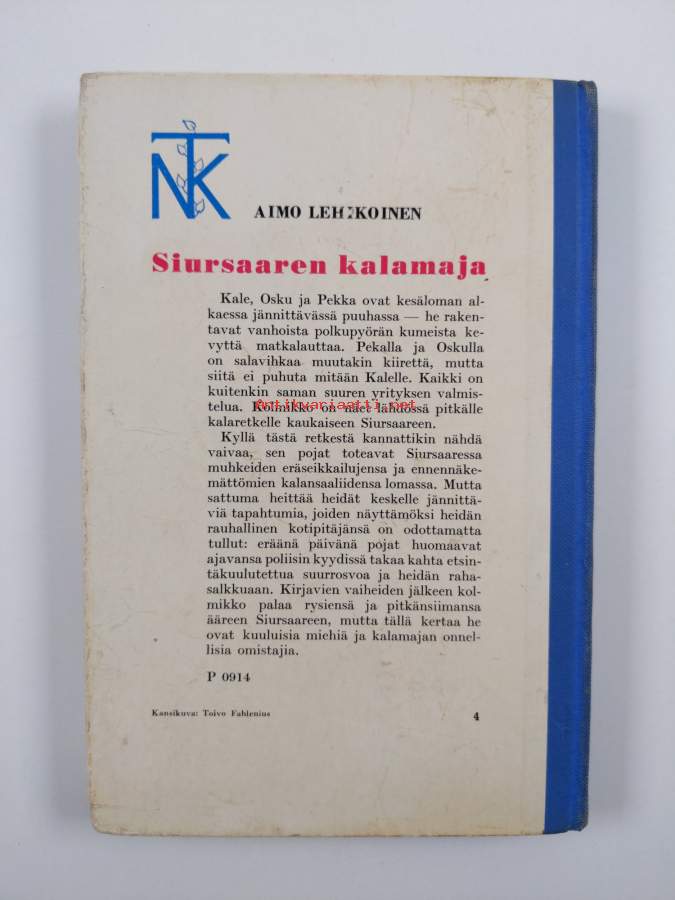 NTK
AIMO LEHIKOINEN
Siursaaren kalamaja
Kale, Osku ja Pekka ovat kesäloman al-
kaessa jännittävässä puuhassa — he raken-
tavat vanhoista polkupyörän kumeista ke-
vyttä matkalauttaa. Pekalla ja Oskulla
on salavihkaa muutakin kiirettä, mutta
siitä ei puhuta mitään Kalelle. Kaikki on
kuitenkin saman suuren yrityksen valmis-
telua. Kolmikko on näet lähdössä pitkälle
antikvariaatti.net
kalaretkelle kaukaiseen Siursaareen.
Kyllä tästä retkestä kannattikin nähdä
vaivaa, sen pojat toteavat Siursaaressa
muhkeiden eräseikkailujensa ja ennennäke-
mättömien kalansaaliidensa lomassa. Mutta
sattuma heittää heidät keskelle jännittä-
viä tapahtumia, joiden näyttämöksi heidän
rauhallinen kotipitäjänsä on odottamatta
tullut: eräänä päivänä pojat huomaavat
ajavansa poliisin kyydissä takaa kahta etsin-
täkuulutettua suurrosvoa ja heidän raha-
salkkuaan. Kirjavien vaiheiden jälkeen kol-
mikko palaa rysiensä ja pitkänsiimansa
ääreen Siursaareen, mutta tällä kertaa he
ovat kuuluisia miehiä ja kalamajan onnel-
lisia omistajia.
P 0914
Kansikuva: Toivo Fahlenius
4